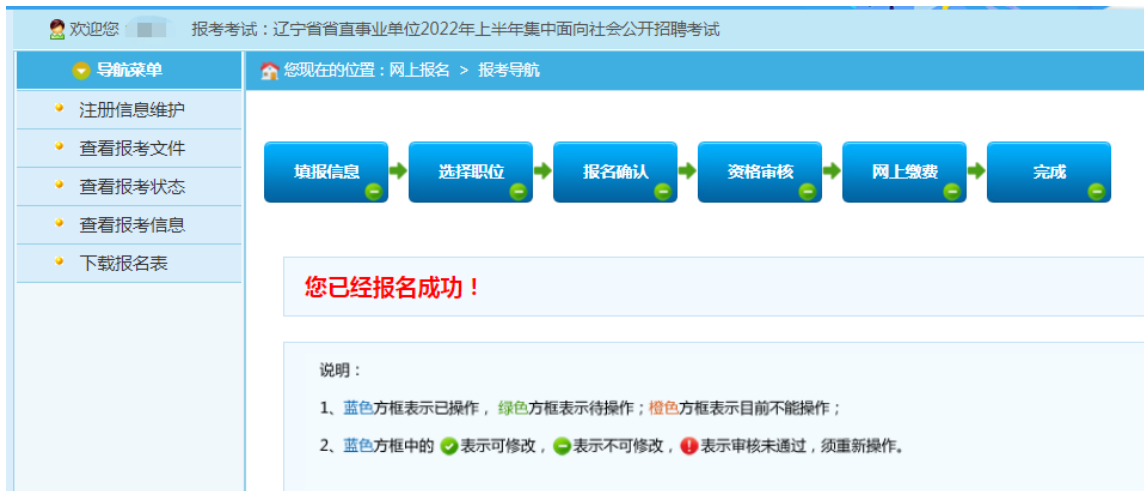 欢迎您 报考考试：辽宁省省直事业单位2022年上半年集中面向社会公开招聘考试
导航菜单
您现在的位置：网上报名 > 报考导航
注册信息维护
查看报考文件
查看报考状态
查看报考信息
下载报名表
填报信息 选择职位 报名确认 资格审核 网上缴费 完成
您已经报名成功！
说明：
1、蓝色方框表示已操作，绿色方框表示待操作；橙色方框表示目前不能操作；
2、蓝色方框中的 表示可修改， 表示不可修改， 表示审核未通过，须重新操作。